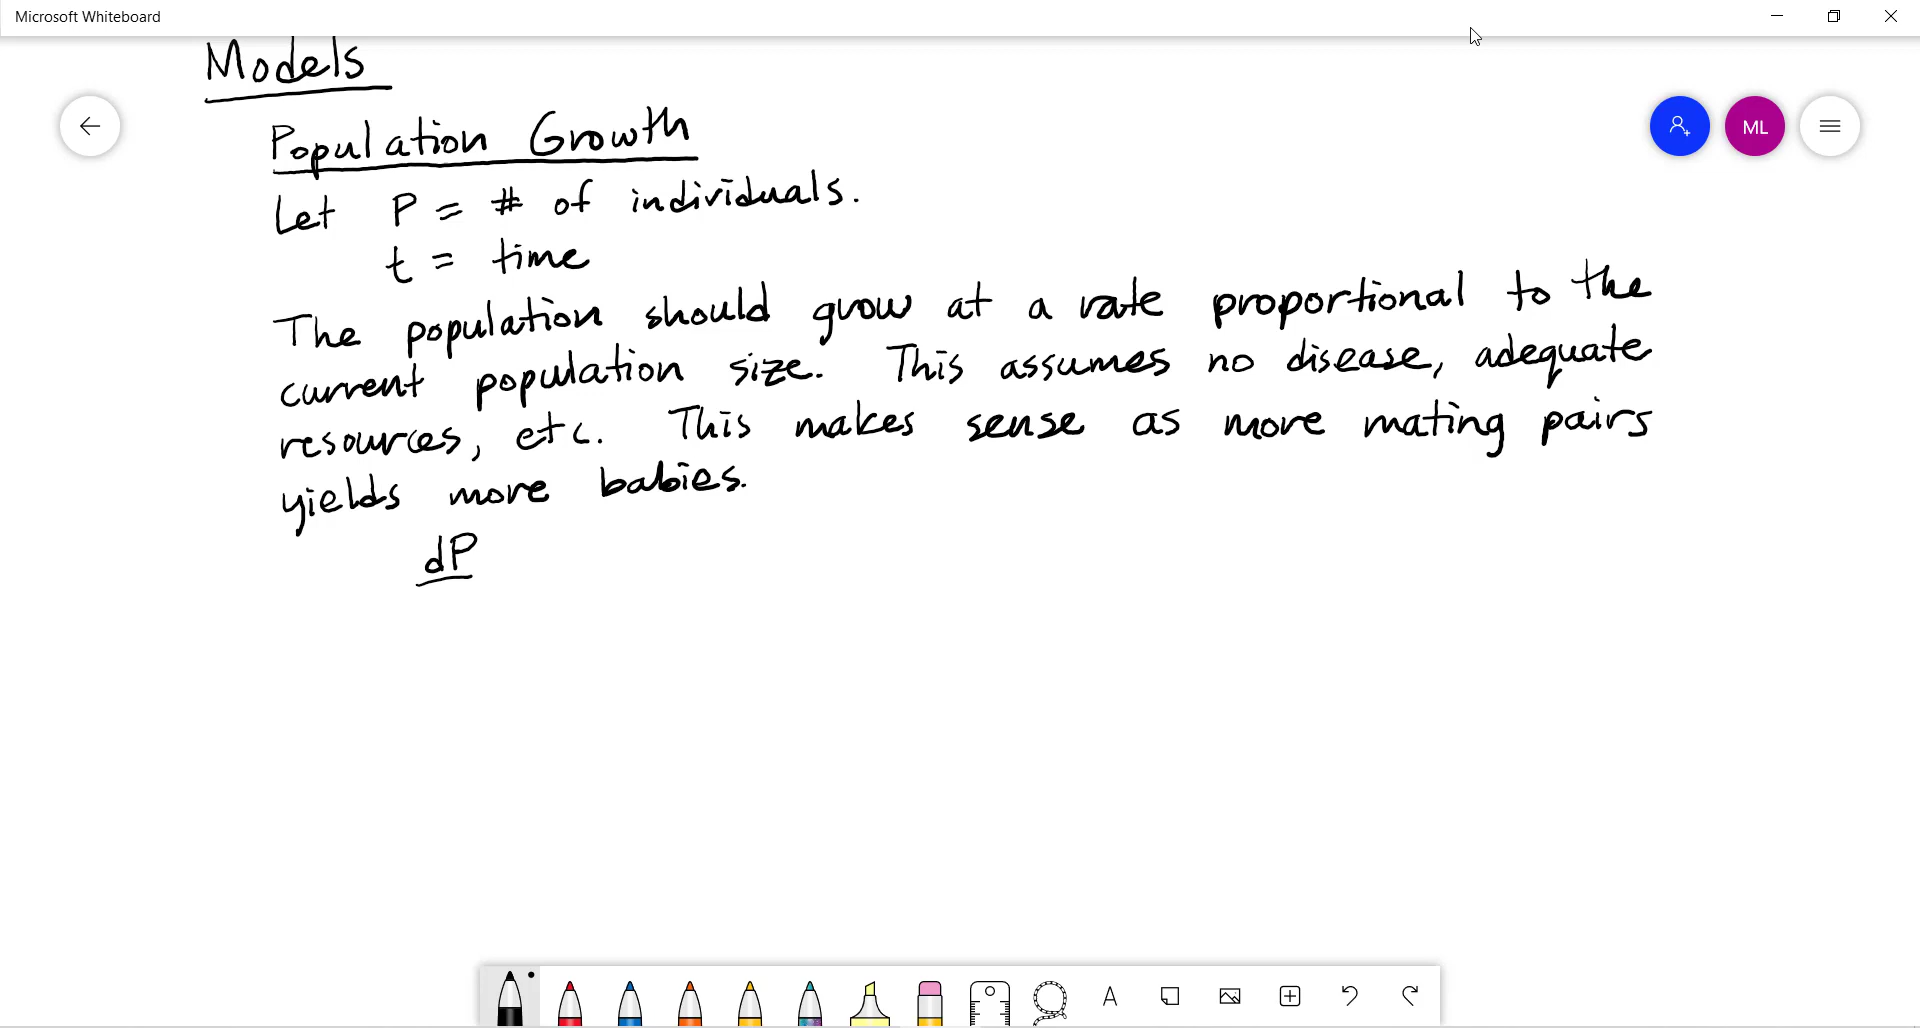 Microsoft Whiteboard
Models
Population Growth
ML
Let P = # of individuals.
t = time
The population should grow at a rate proportional to the
current population size. This assumes no disease, adequate
resources, etc. This makes sense as more mating pairs
yields more babies.
dP
A